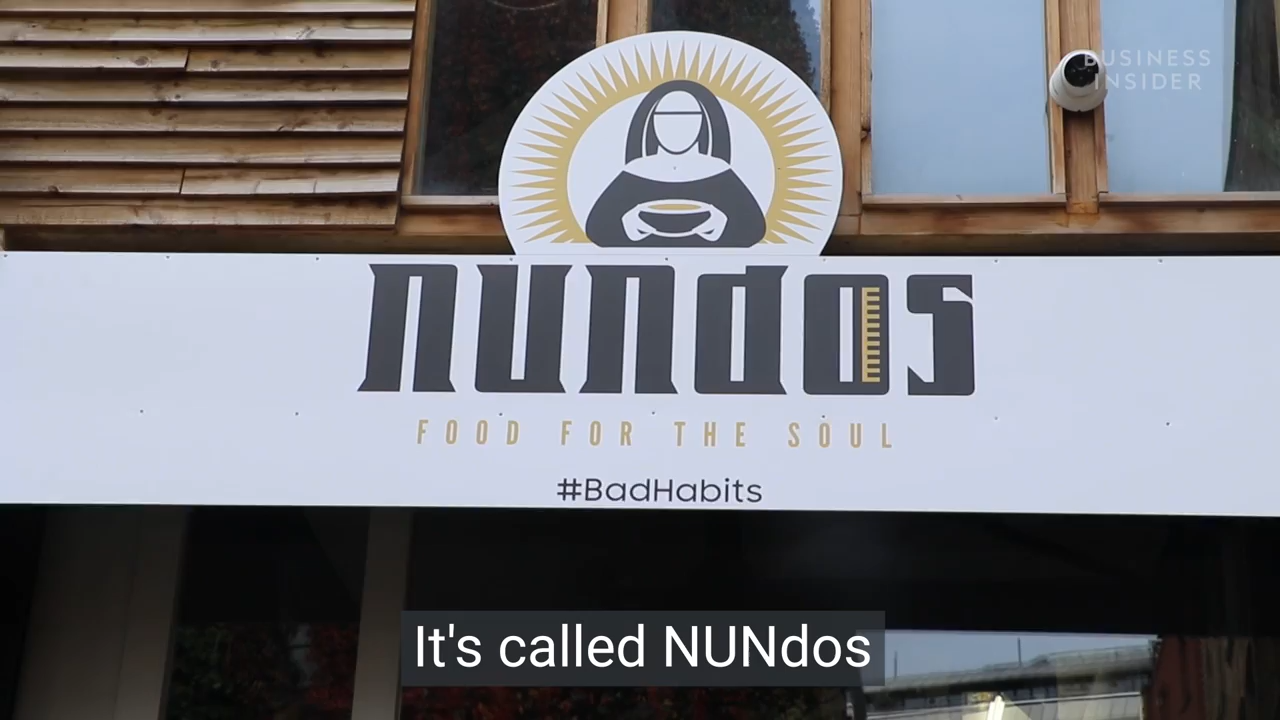 BUSINESS
INSIDER
nundos
FOOD FOR THE SOUL
#BadHabits
It's called NUNdos